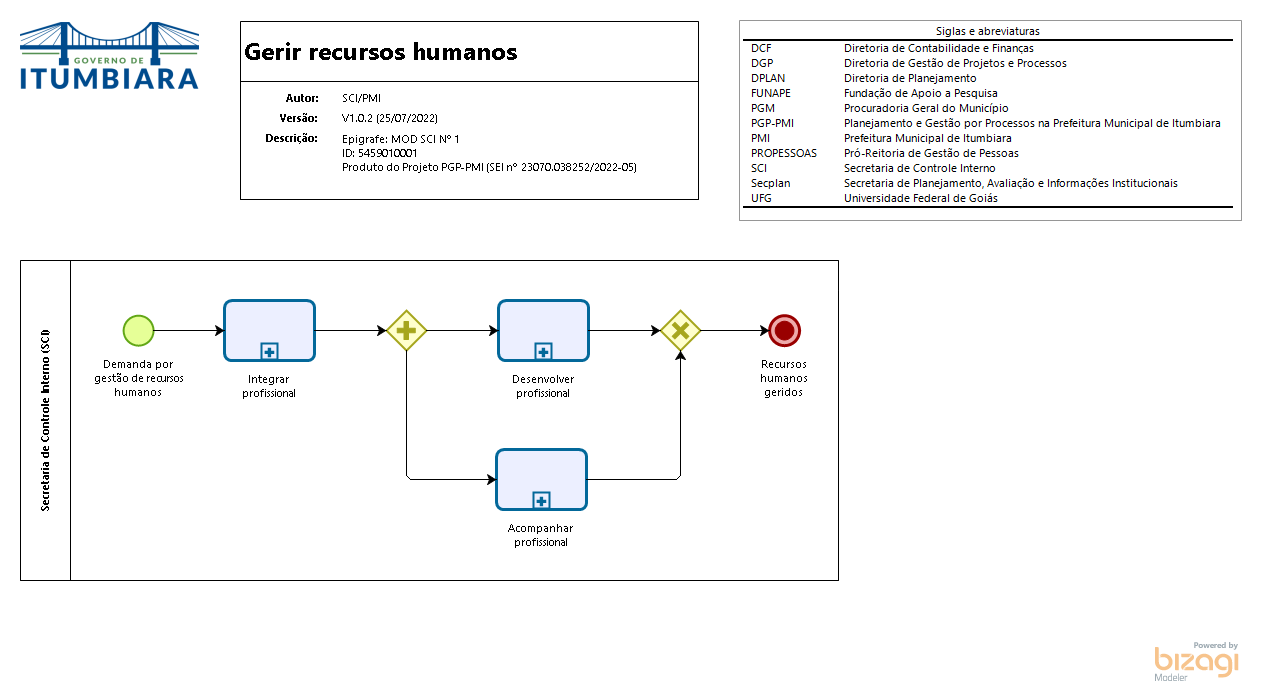 GOVERNO DE
ITUMBIARA
Gerir recursos humanos
Autor: SCI/PMI
Versão: V1.0.2 (25/07/2022)
Descrição: Epigrafe: MOD SCI Nº 1
ID: 5459010001
Produto do Projeto PGP-PMI (SEI nº 23070.038252/2022-05)
Siglas e abreviaturas
DCF Diretoria de Contabilidade e Finanças
DGP Diretoria de Gestão de Projetos e Processos
DPLAN Diretoria de Planejamento
FUNAPE Fundação de Apoio a Pesquisa
PGM Procuradoria Geral do Município
PGP-PMI Planejamento e Gestão por Processos na Prefeitura Municipal de Itumbiara
PMI Prefeitura Municipal de Itumbiara
PROPESSOAS Pró-Reitoria de Gestão de Pessoas
SCI Secretaria de Controle Interno
Secplan Secretaria de Planejamento, Avaliação e Informações Institucionais
UFG Universidade Federal de Goiás
Secretaria de Controle Interno (SCI)
Demanda por
gestão de recursos
humanos
Integrar
profissional
Desenvolver
profissional
Acompanhar
profissional
Recursos
humanos
geridos
Powered by
bizagi
Modeler